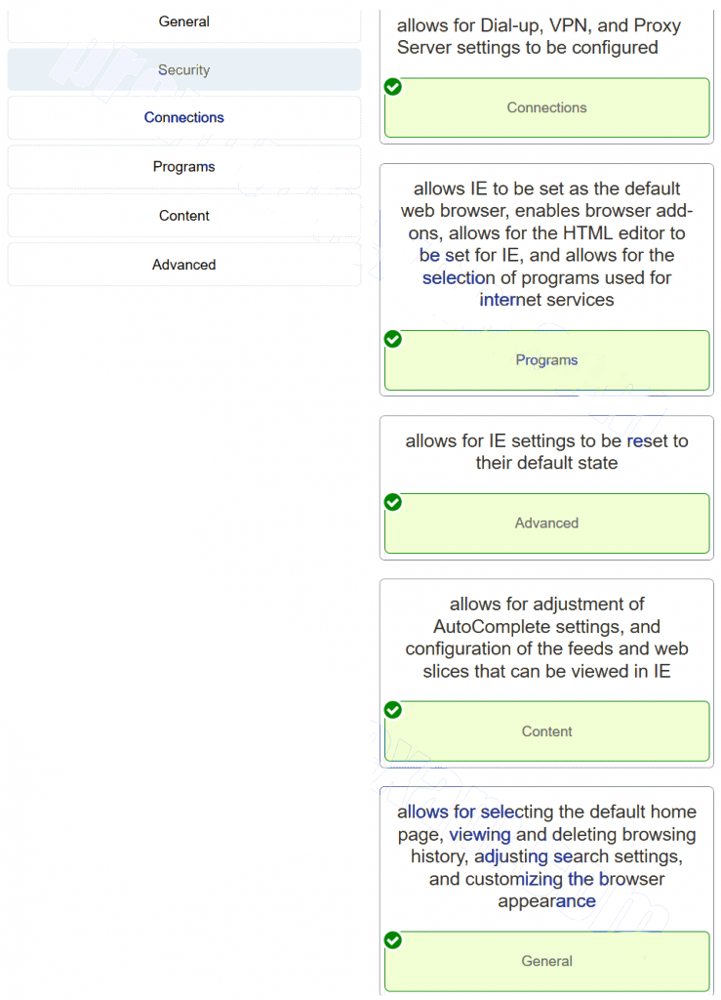 General
Security
Connections
Programs
Content
Advanced
allows for Dial-up, VPN, and Proxy
Server settings to be configured
Connections
allows IE to be set as the default
web browser, enables browser add-
ons, allows for the HTML editor to
be set for IE, and allows for the
selection of programs used for
internet services
Programs
allows for IE settings to be reset to
their default state
Advanced
allows for adjustment of
AutoComplete settings, and
configuration of the feeds and web
slices that can be viewed in IE
Content
allows for selecting the default home
page, viewing and deleting browsing
history, adjusting search settings,
and customizing the browser
appearance
General